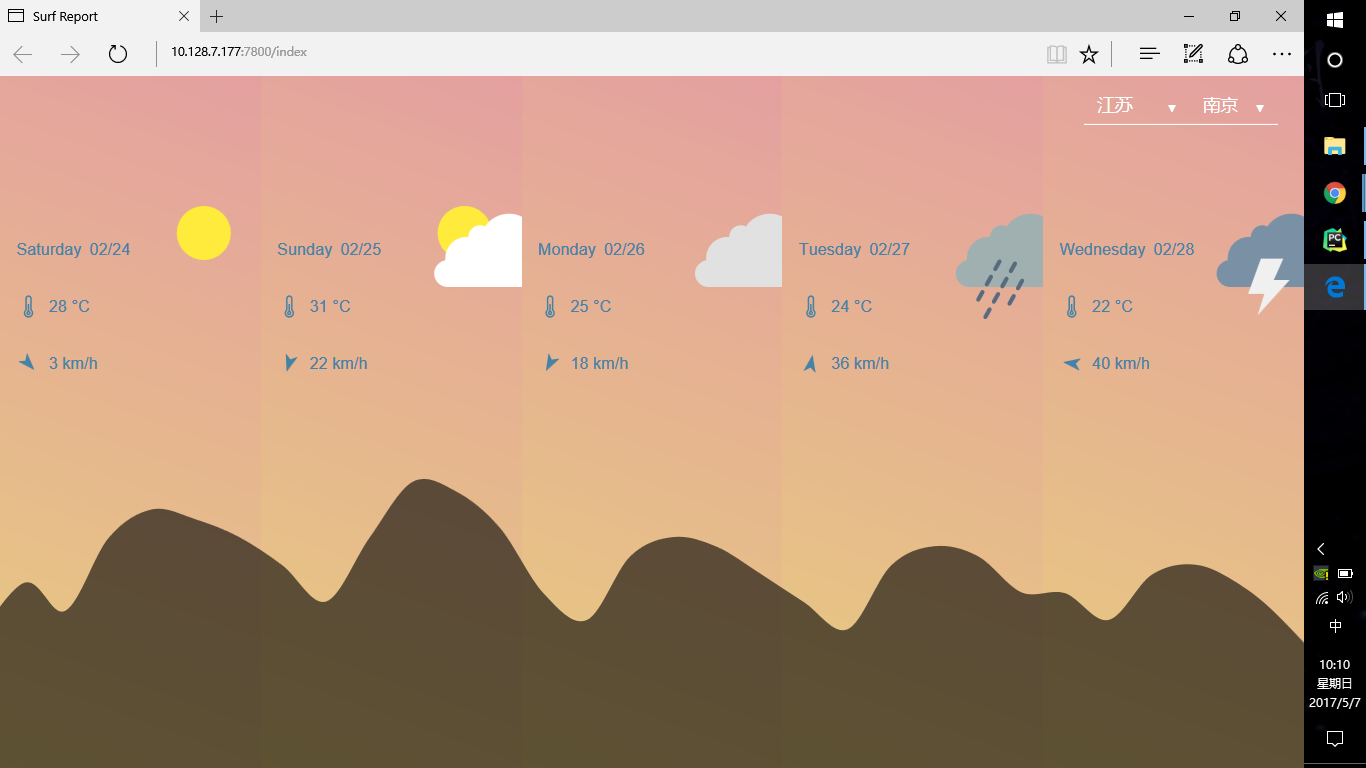 Surf Report
10.128.7.177:7800/index
江苏 ▼ 南京 ▼
Saturday 02/24
28 °C
3 km/h
Sunday 02/25
31 °C
22 km/h
Monday 02/26
25 °C
18 km/h
Tuesday 02/27
24 °C
36 km/h
Wednesday 02/28
22 °C
40 km/h
PC
中
10:10
星期日
2017/5/7